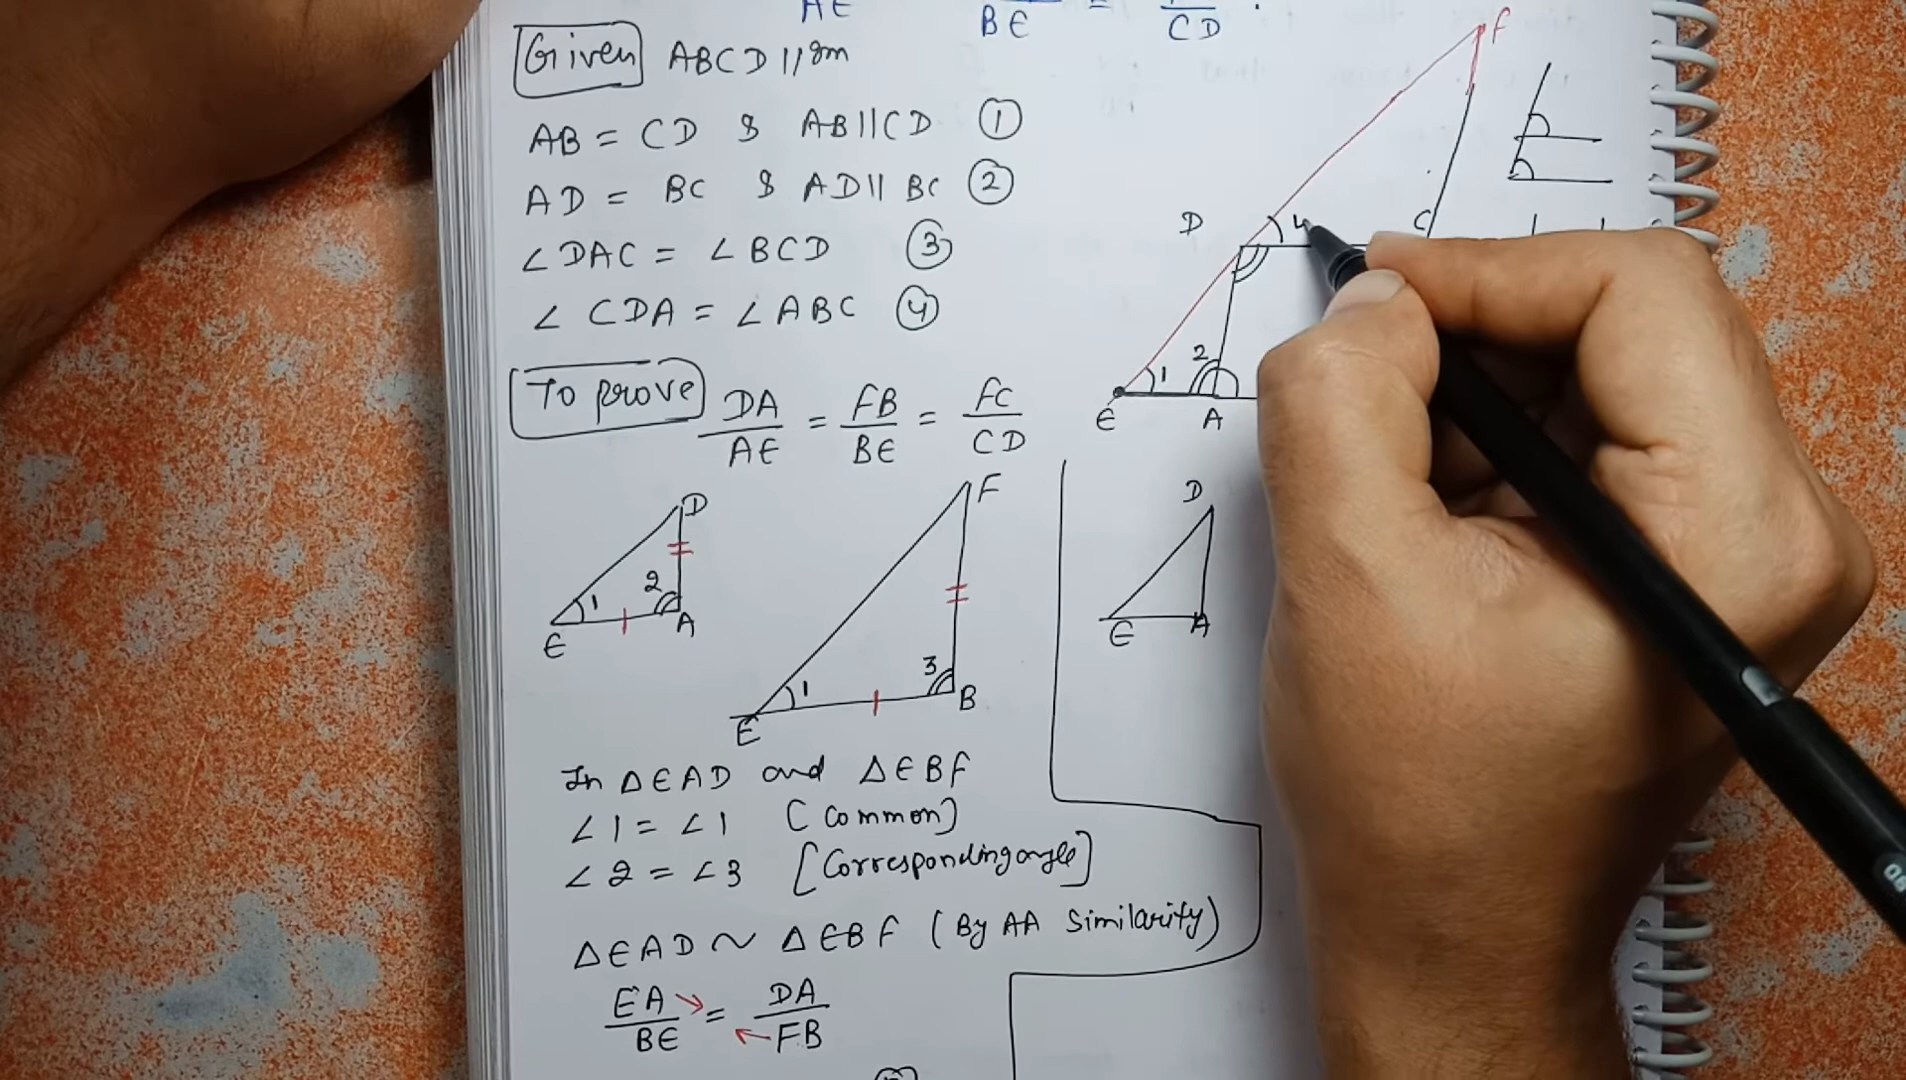 AE BE = CD .
Given ABCD ||gm
AB = CD & AB||CD ①
AD = BC & AD|| BC ②
∠DAC = ∠BCD ③
∠ CDA = ∠ABC ④
To prove DA/AE = FB/BE = FC/CD
F
D 4 C
1 2
E A
D
1 2
E A
F
1 3
E B
D
E A
In ΔEAD and ΔEBF
∠1 = ∠1 [Common]
∠2 = ∠3 [Corresponding angle]
ΔEAD ~ ΔEBF (By AA Similarity)
EA/BE = DA/FB